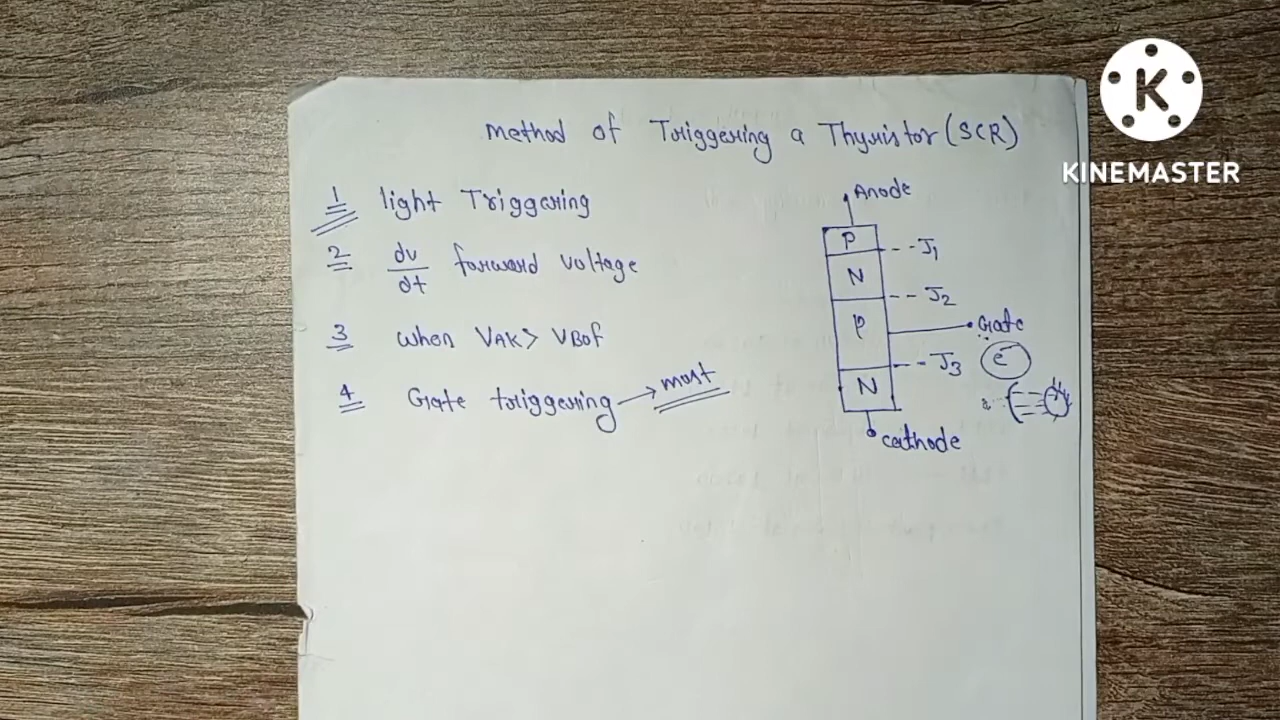 Method of Triggering a Thyristor (SCR)
1 light Triggering
2 dv/dt forward voltage
3 when VAK > VBof
4 Gate triggering → most
Anode
P
J1
N
J2
P
Gate
e⁻
J3
N
cathode
K
KINEMASTER